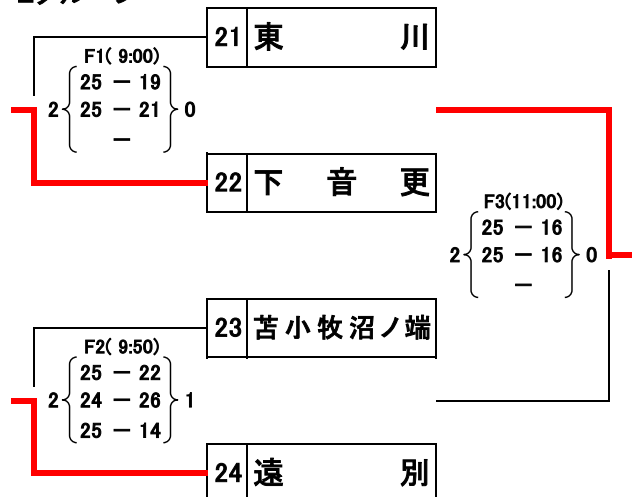 21 東川
F1( 9:00)
25 － 19
2 25 － 21 0
－
22 下音更
F3(11:00)
25 － 16
2 25 － 16 0
－
23 苫小牧沼ノ端
F2( 9:50)
25 － 22
2 24 － 26 1
25 － 14
24 遠別